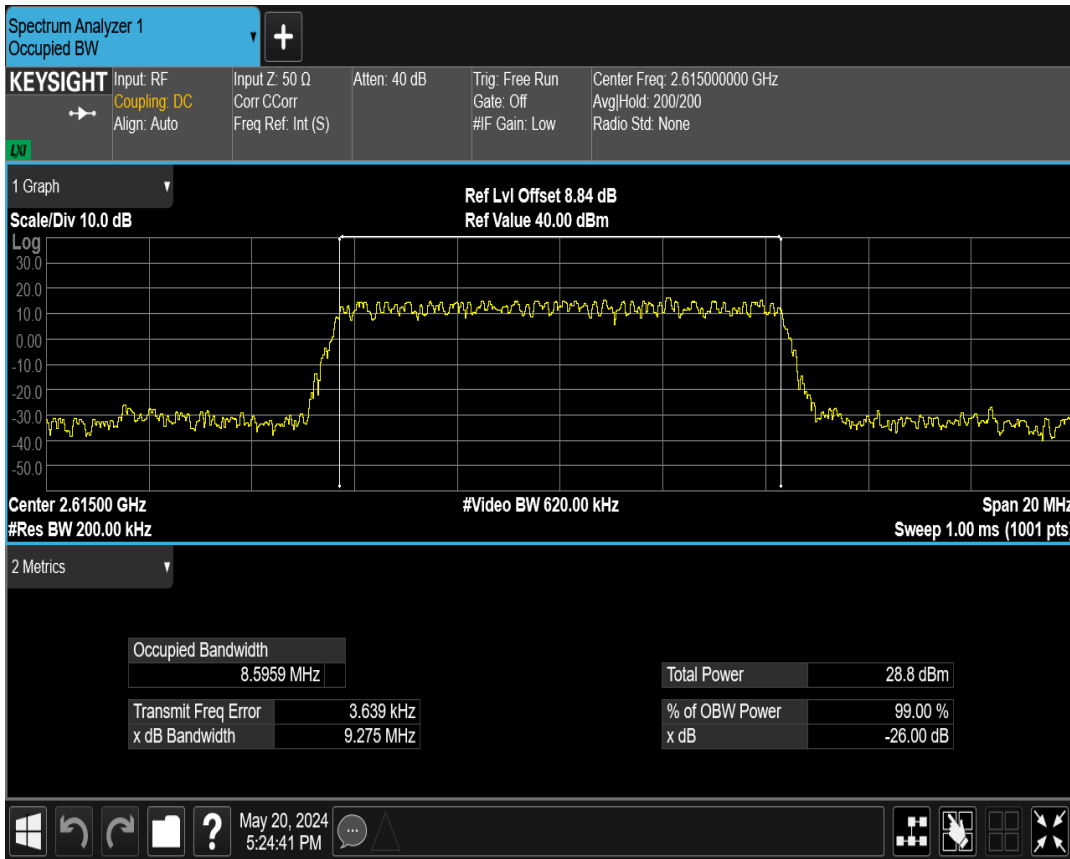 Spectrum Analyzer 1
Occupied BW
KEYSIGHT
LXI
Input: RF
Coupling: DC
Align: Auto
Input Z: 50 Ω
Corr CCorr
Freq Ref: Int (S)
Atten: 40 dB
Trig: Free Run
Gate: Off
#IF Gain: Low
Center Freq: 2.615000000 GHz
Avg|Hold: 200/200
Radio Std: None
1 Graph
Scale/Div 10.0 dB
Ref Lvl Offset 8.84 dB
Ref Value 40.00 dBm
Log
30.0
20.0
10.0
0.00
-10.0
-20.0
-30.0
-40.0
-50.0
Center 2.61500 GHz
#Video BW 620.00 kHz
Span 20 MHz
#Res BW 200.00 kHz
Sweep 1.00 ms (1001 pts)
2 Metrics
Occupied Bandwidth
8.5959 MHz
Total Power 28.8 dBm
Transmit Freq Error 3.639 kHz
% of OBW Power 99.00 %
x dB Bandwidth 9.275 MHz
x dB -26.00 dB
May 20, 2024
5:24:41 PM